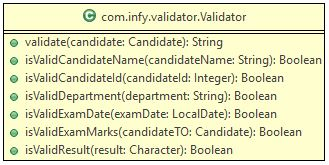 com.infy.validator.Validator
validate(candidate: Candidate): String
isValidCandidateName(candidateName: String): Boolean
isValidCandidateId(candidateId: Integer): Boolean
isValidDepartment(department: String): Boolean
isValidExamDate(examDate: LocalDate): Boolean
isValidExamMarks(candidateTO: Candidate): Boolean
isValidResult(result: Character): Boolean